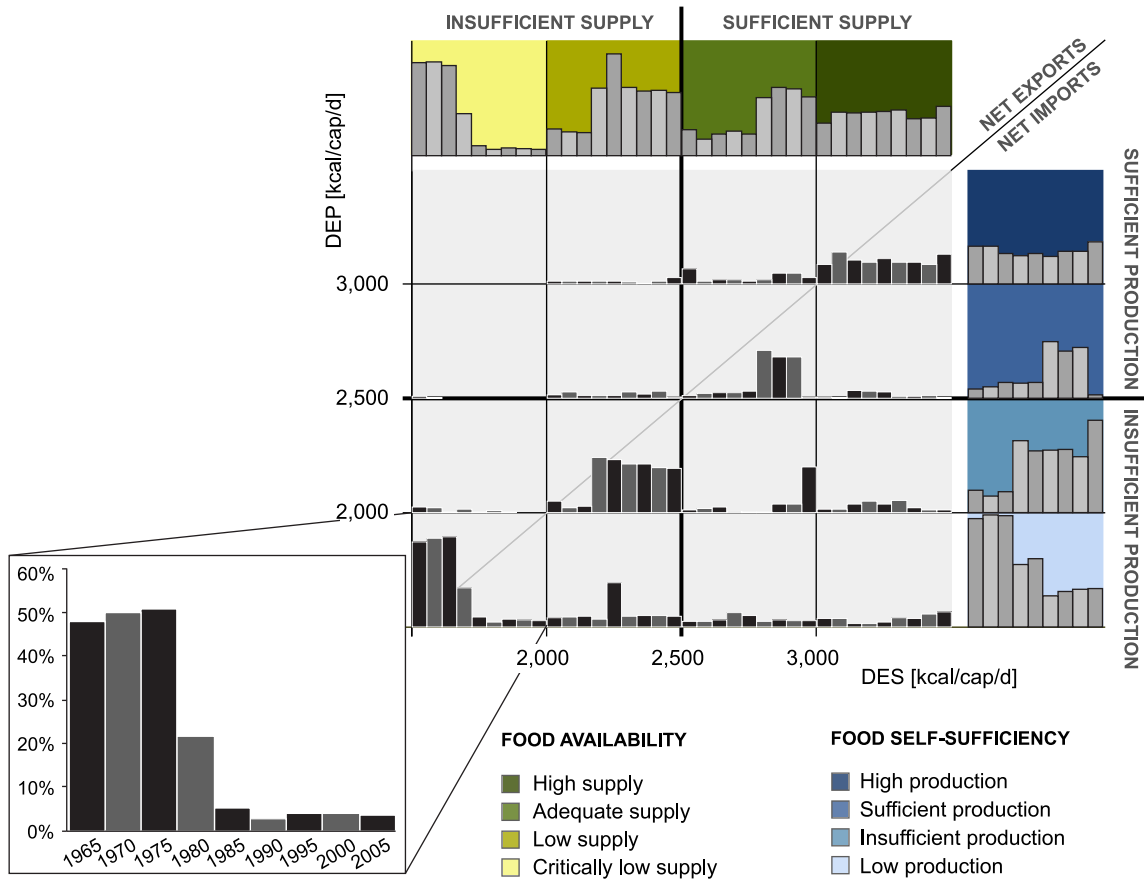 INSUFFICIENT SUPPLY
SUFFICIENT SUPPLY
NET EXPORTS
NET IMPORTS
DEP [kcal/cap/d]
SUFFICIENT PRODUCTION
3,000
2,500
INSUFFICIENT PRODUCTION
2,000
2,000
2,500
3,000
DES [kcal/cap/d]
60%
50%
40%
30%
20%
10%
0%
1965
1970
1975
1980
1985
1990
1995
2000
2005
FOOD AVAILABILITY
High supply
Adequate supply
Low supply
Critically low supply
FOOD SELF-SUFFICIENCY
High production
Sufficient production
Insufficient production
Low production